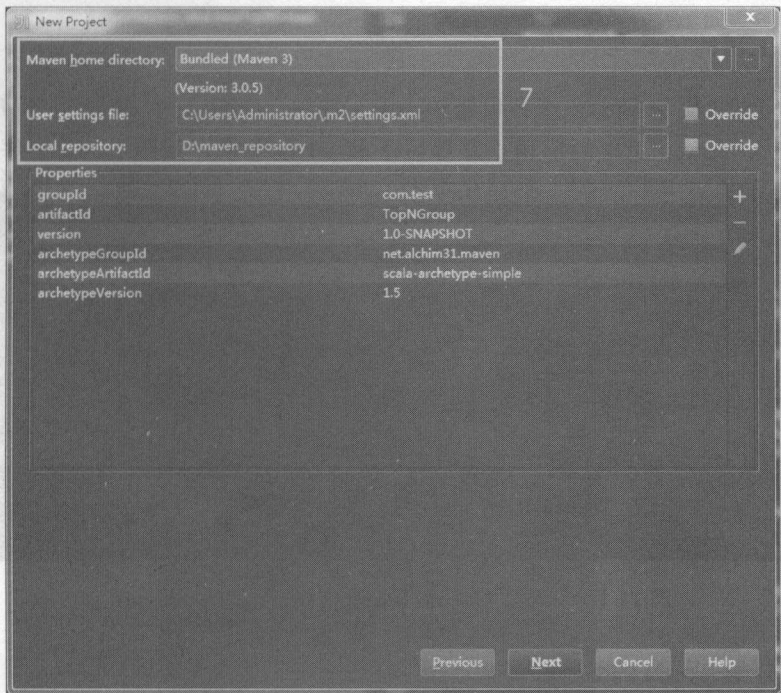 New Project
Maven home directory: Bundled (Maven 3)
(Version: 3.0.5)
7
User settings file: C:\Users\Administrator\.m2\settings.xml ... Override
Local repository: D:\maven_repository ... Override
Properties
groupId com.test
artifactId TopNGroup
version 1.0-SNAPSHOT
archetypeGroupId net.alchim31.maven
archetypeArtifactId scala-archetype-simple
archetypeVersion 1.5
Previous Next Cancel Help